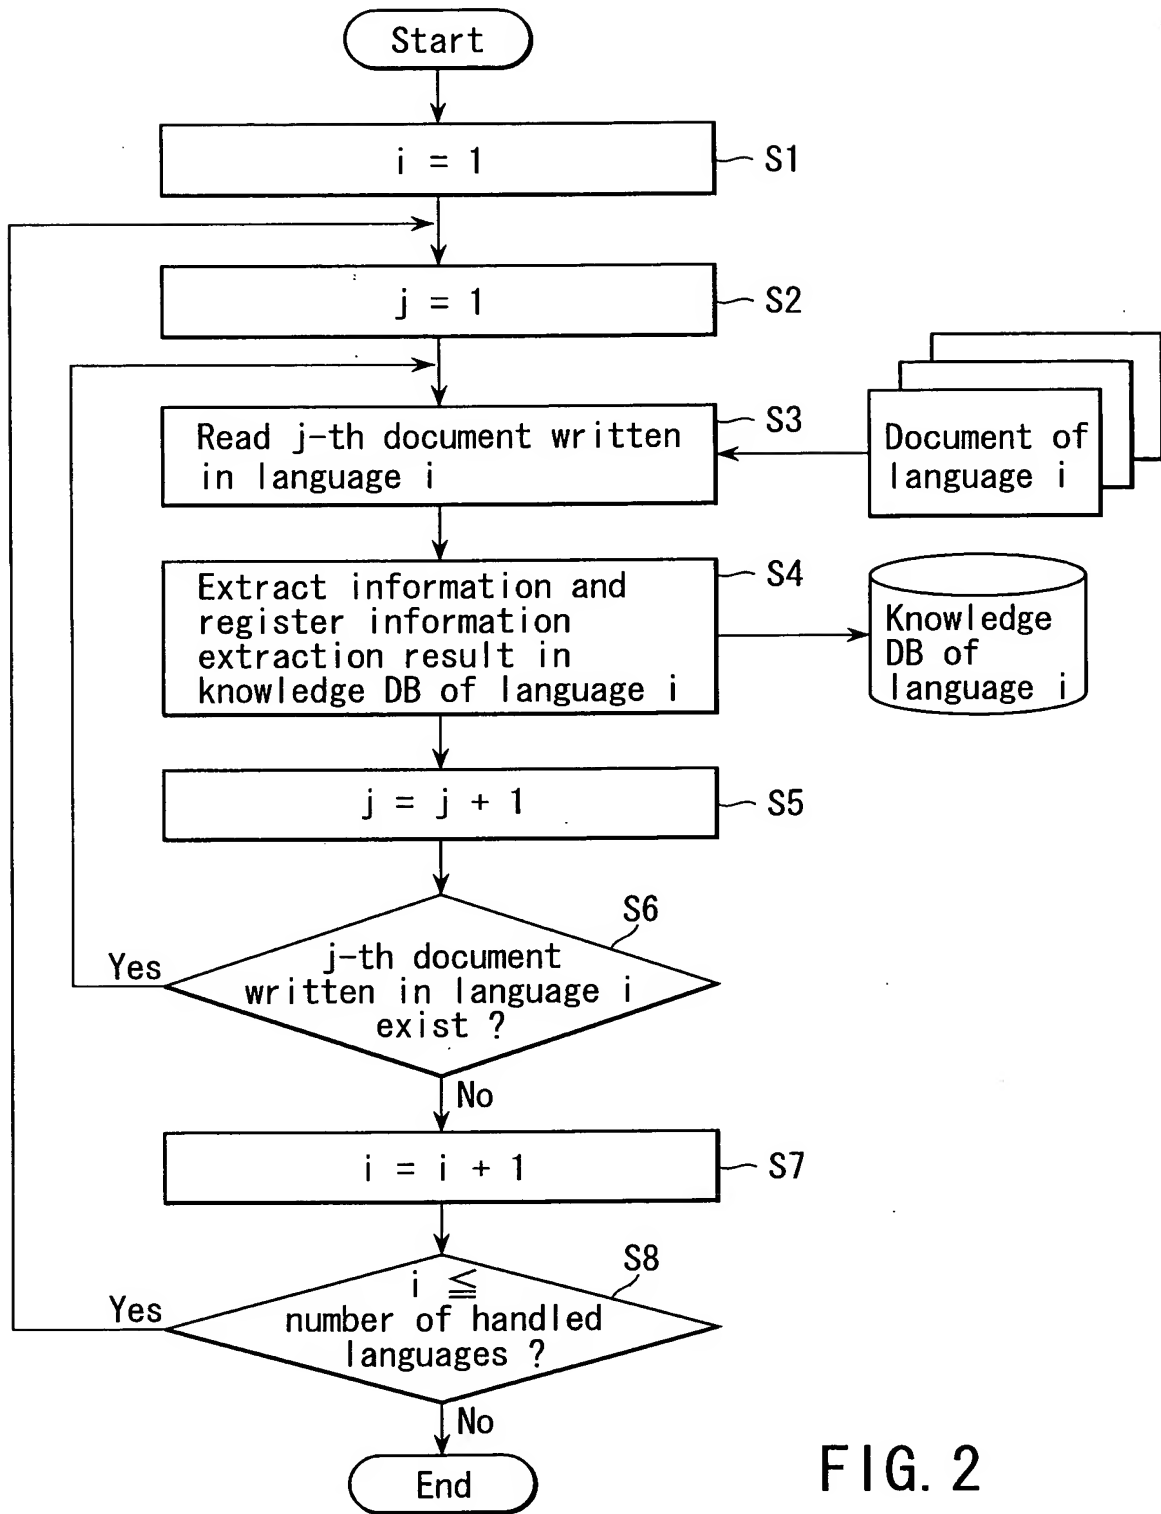 Start
i = 1
S1
j = 1
S2
Read j-th document written
in language i
S3
Document of
language i
Extract information and
register information
extraction result in
knowledge DB of language i
S4
Knowledge
DB of
language i
j = j + 1
S5
S6
j-th document
written in language i
exist ?
Yes
No
i = i + 1
S7
S8
i ≦
number of handled
languages ?
Yes
No
End
FIG. 2